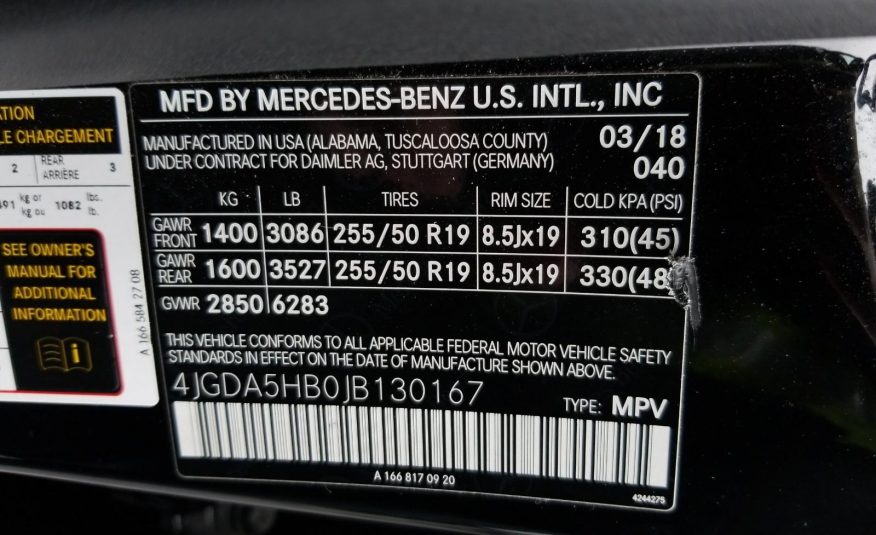 MFD BY MERCEDES-BENZ U.S. INTL., INC
MANUFACTURED IN USA (ALABAMA, TUSCALOOSA COUNTY) 03/18
UNDER CONTRACT FOR DAIMLER AG, STUTTGART (GERMANY) 040
KG LB TIRES RIM SIZE COLD KPA (PSI)
GAWR FRONT 1400 3086 255/50 R19 8.5Jx19 310(45)
GAWR REAR 1600 3527 255/50 R19 8.5Jx19 330(48)
GVWR 2850 6283
THIS VEHICLE CONFORMS TO ALL APPLICABLE FEDERAL MOTOR VEHICLE SAFETY
STANDARDS IN EFFECT ON THE DATE OF MANUFACTURE SHOWN ABOVE.
4JGDA5HB0JB130167
TYPE: MPV
A 166 817 09 20
4244275
CHARGEMENT
2 REAR 3
ARRIÈRE
kg or 1082 lbs.
kg ou lb.
SEE OWNER'S
MANUAL FOR
ADDITIONAL
INFORMATION
i
A 166 584 27 08